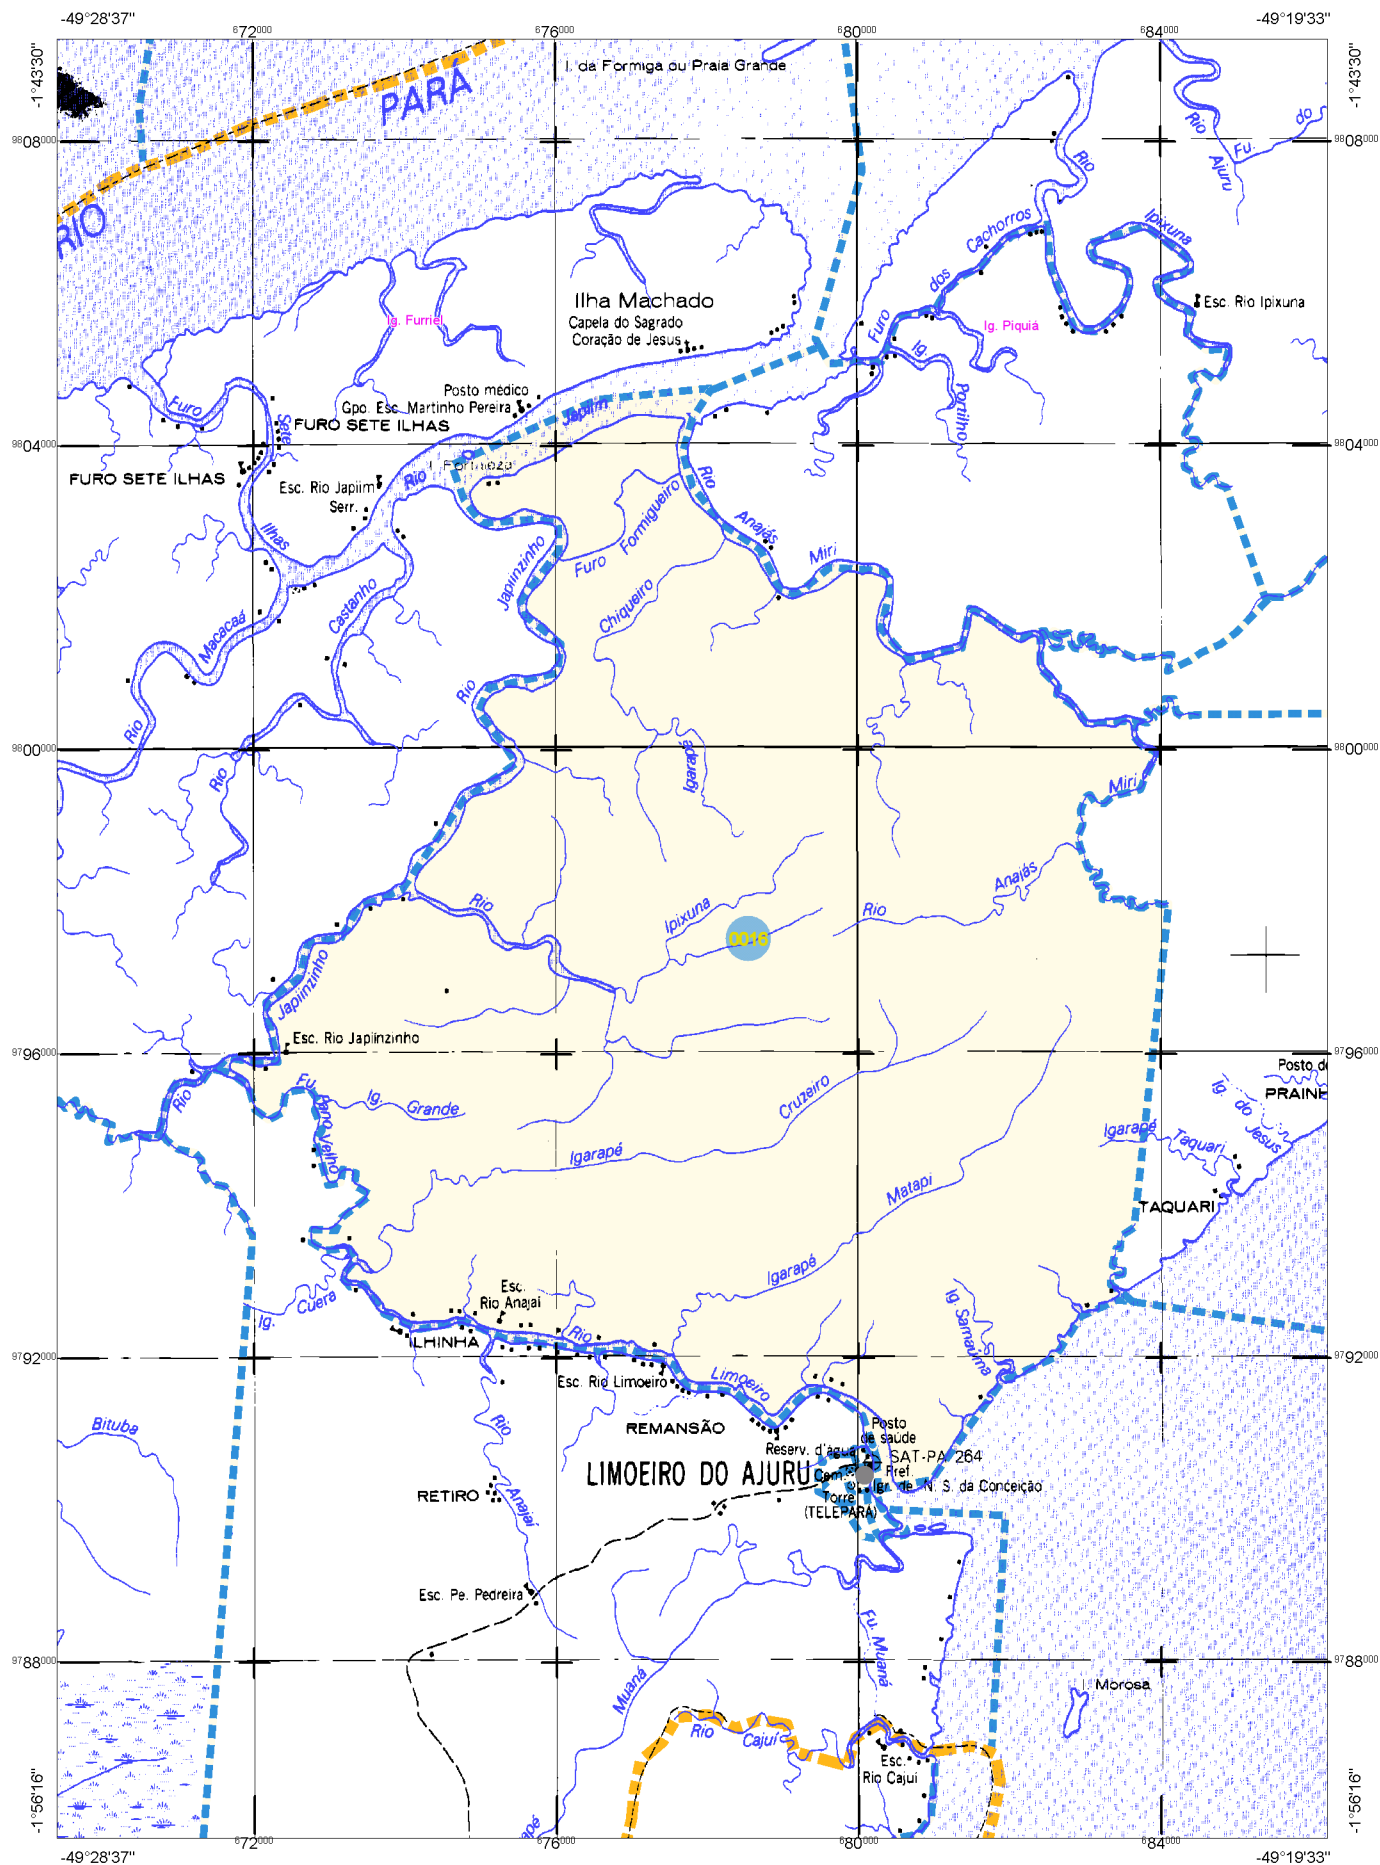 -49°28'37"
-49°19'33"
672000
676000
680000
684000
-1°43'30"
-1°43'30"
I. da Formiga ou Praia Grande
PARÁ
RIO
9808000
9808000
Rio
Rio
Ajuru
Fu.
do
Cachorros
dos
Furo
Ipixuna
Esc. Rio Ipixuna
Ilha Machado
Capela do Sagrado
Coração de Jesus
Ig. Furriel
Ig. Piquiá
Ig.
Portilho
Posto médico
Gpo. Esc. Martinho Pereira
FURO SETE ILHAS
Furo
Sete
Japiim
9804000
9804000
FURO SETE ILHAS
I. Fortaleza
Rio
Rio
Esc. Rio Japiim
Serr.
Ilhas
Anajás
Miri
Furo
Formigueiro
Japiinzinho
Chiqueiro
Castanho
Macacaá
Rio
Rio
Rio
9800000
9800000
Igarapé
Miri
Anajás
Rio
Ipixuna
Rio
0016
Japiinzinho
Esc. Rio Japiinzinho
9796000
9796000
Posto de
PRAINH
Ig. do Jesus
Igarapé
Taquari
TAQUARI
Rio
Fu.
Pano Velho
Ig. Grande
Cruzeiro
Igarapé
Matapi
Igarapé
Ig. Cuera
Esc.
Rio Anajaí
Ig. Samaúma
ILHINHA
Rio
9792000
9792000
Limoeiro
Esc. Rio Limoeiro
REMANSÃO
Posto
de saúde
Reserv. d'água
SAT-PA 264
LIMOEIRO DO AJURU
Cem.
Pref.
Igr. de N. S. da Conceição
Torre
(TELEPARÁ)
Bituba
Rio
Anajaí
RETIRO
Esc. Pe. Pedreira
Fu. Muaná
Muaná
9788000
9788000
I. Morosa
Rio Cajuí
Esc.
Rio Cajuí
-1°56'16"
-1°56'16"
672000
676000
680000
684000
-49°28'37"
-49°19'33"